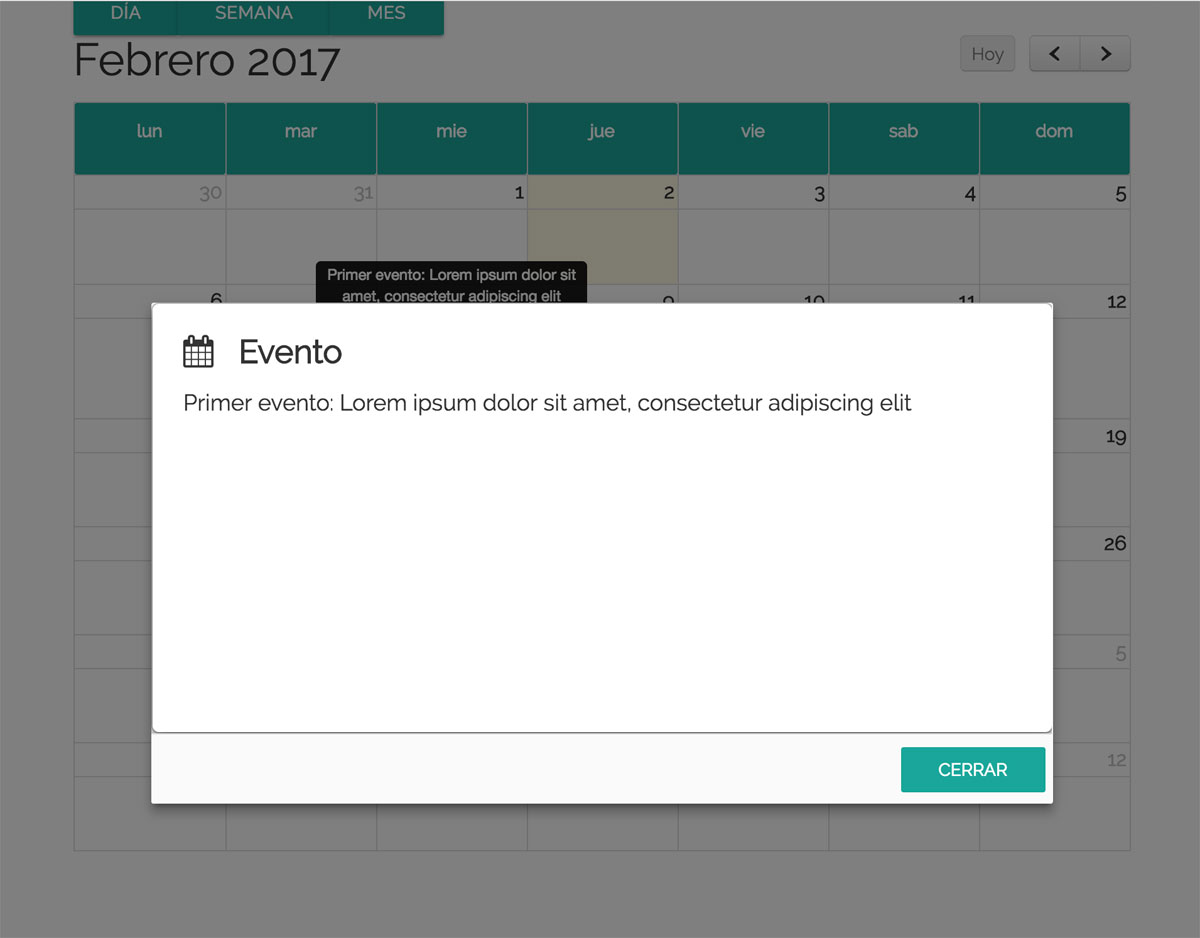 DÍA SEMANA MES
Febrero 2017
Hoy
lun mar mie jue vie sab dom
30 31 1 2 3 4 5
Primer evento: Lorem ipsum dolor sit
amet, consectetur adipiscing elit
6 9 10 11 12
Evento
Primer evento: Lorem ipsum dolor sit amet, consectetur adipiscing elit
19
26
5
12
CERRAR